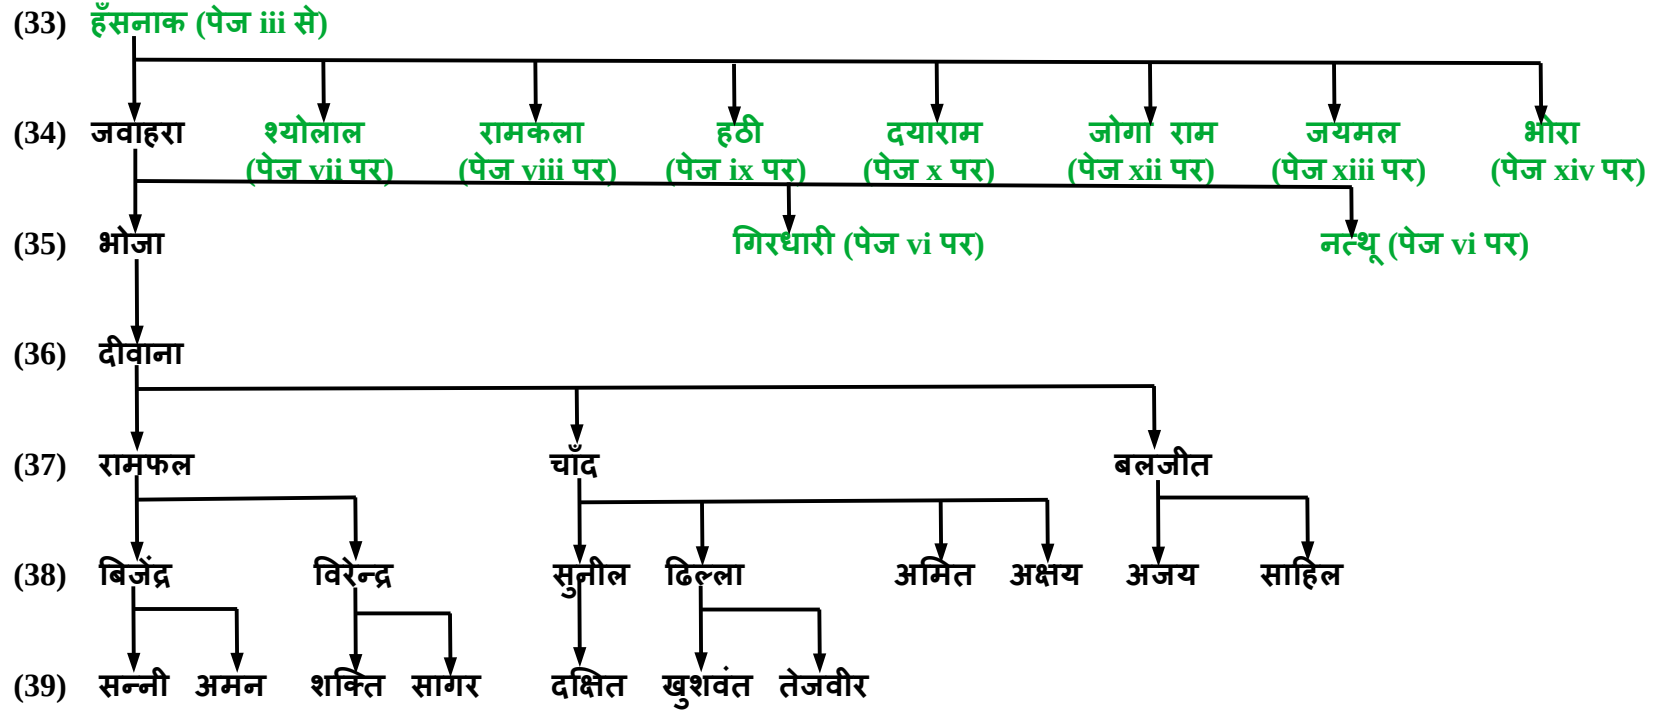 (33) हँसनाक (पेज iii से)
(34) जवाहरा श्योलाल रामकला हठी दयाराम जोगा राम जयमल भोरा
(पेज vii पर) (पेज viii पर) (पेज ix पर) (पेज x पर) (पेज xii पर) (पेज xiii पर) (पेज xiv पर)
(35) भोजा गिरधारी (पेज vi पर) नत्थू (पेज vi पर)
(36) दीवाना
(37) रामफल चाँद बलजीत
(38) बिजेंद्र विरेन्द्र सुनील ढिल्ला अमित अक्षय अजय साहिल
(39) सन्नी अमन शक्ति सागर दक्षित खुशवंत तेजवीर